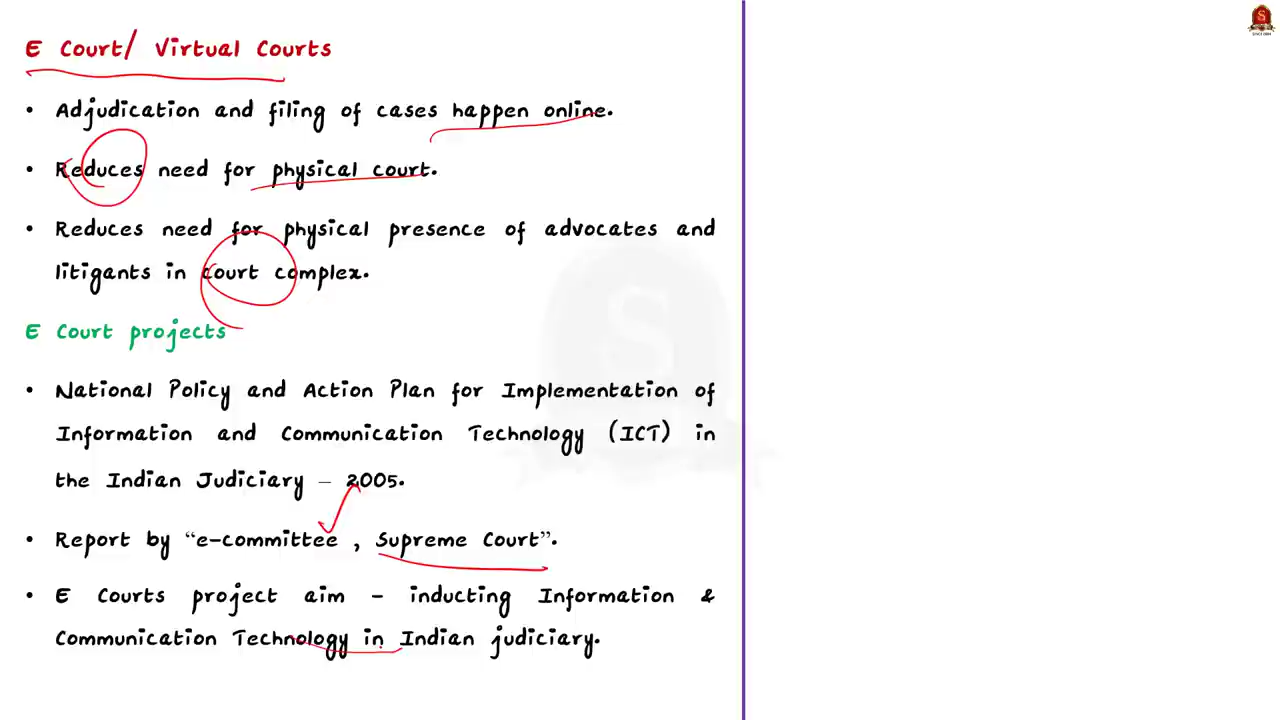 E Court/ Virtual Courts
• Adjudication and filing of cases happen online.
• Reduces need for physical court.
• Reduces need for physical presence of advocates and
litigants in court complex.
E Court projects
• National Policy and Action Plan for Implementation of
Information and Communication Technology (ICT) in
the Indian Judiciary – 2005.
• Report by “e-committee , Supreme Court”.
• E Courts project aim - inducting Information &
Communication Technology in Indian judiciary.